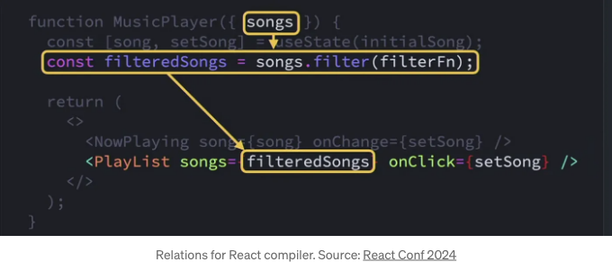 function MusicPlayer({ songs }) {
const [song, setSong] = useState(initialSong);
const filteredSongs = songs.filter(filterFn);
return (
<>
<NowPlaying song={song} onChange={setSong} />
<PlayList songs={filteredSongs} onClick={setSong} />
</>
);
}
Relations for React compiler. Source: React Conf 2024